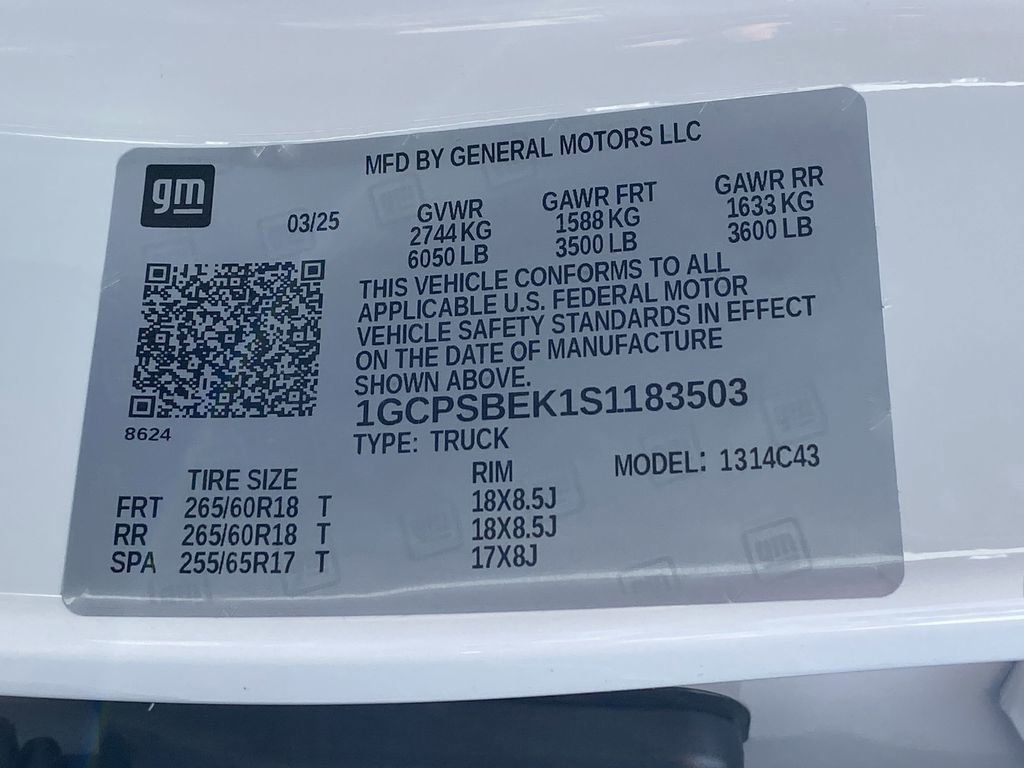 gm
MFD BY GENERAL MOTORS LLC
03/25
GVWR GAWR FRT GAWR RR
2744 KG 1588 KG 1633 KG
6050 LB 3500 LB 3600 LB
THIS VEHICLE CONFORMS TO ALL
APPLICABLE U.S. FEDERAL MOTOR
VEHICLE SAFETY STANDARDS IN EFFECT
ON THE DATE OF MANUFACTURE
SHOWN ABOVE.
1GCPSBEK1S1183503
8624
TYPE: TRUCK
MODEL: 1314C43
TIRE SIZE RIM
FRT 265/60R18 T 18X8.5J
RR 265/60R18 T 18X8.5J
SPA 255/65R17 T 17X8J